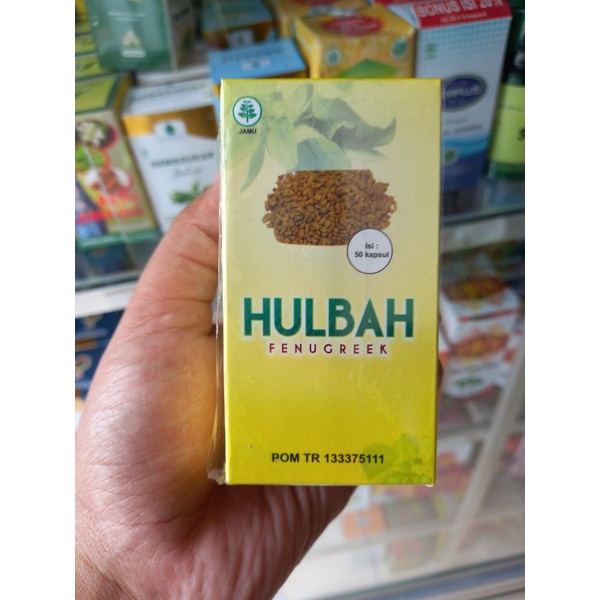 BONUS ISI 20%
JAMU
Isi :
50 kapsul
HULBAH
FENUGREEK
POM TR 133375111